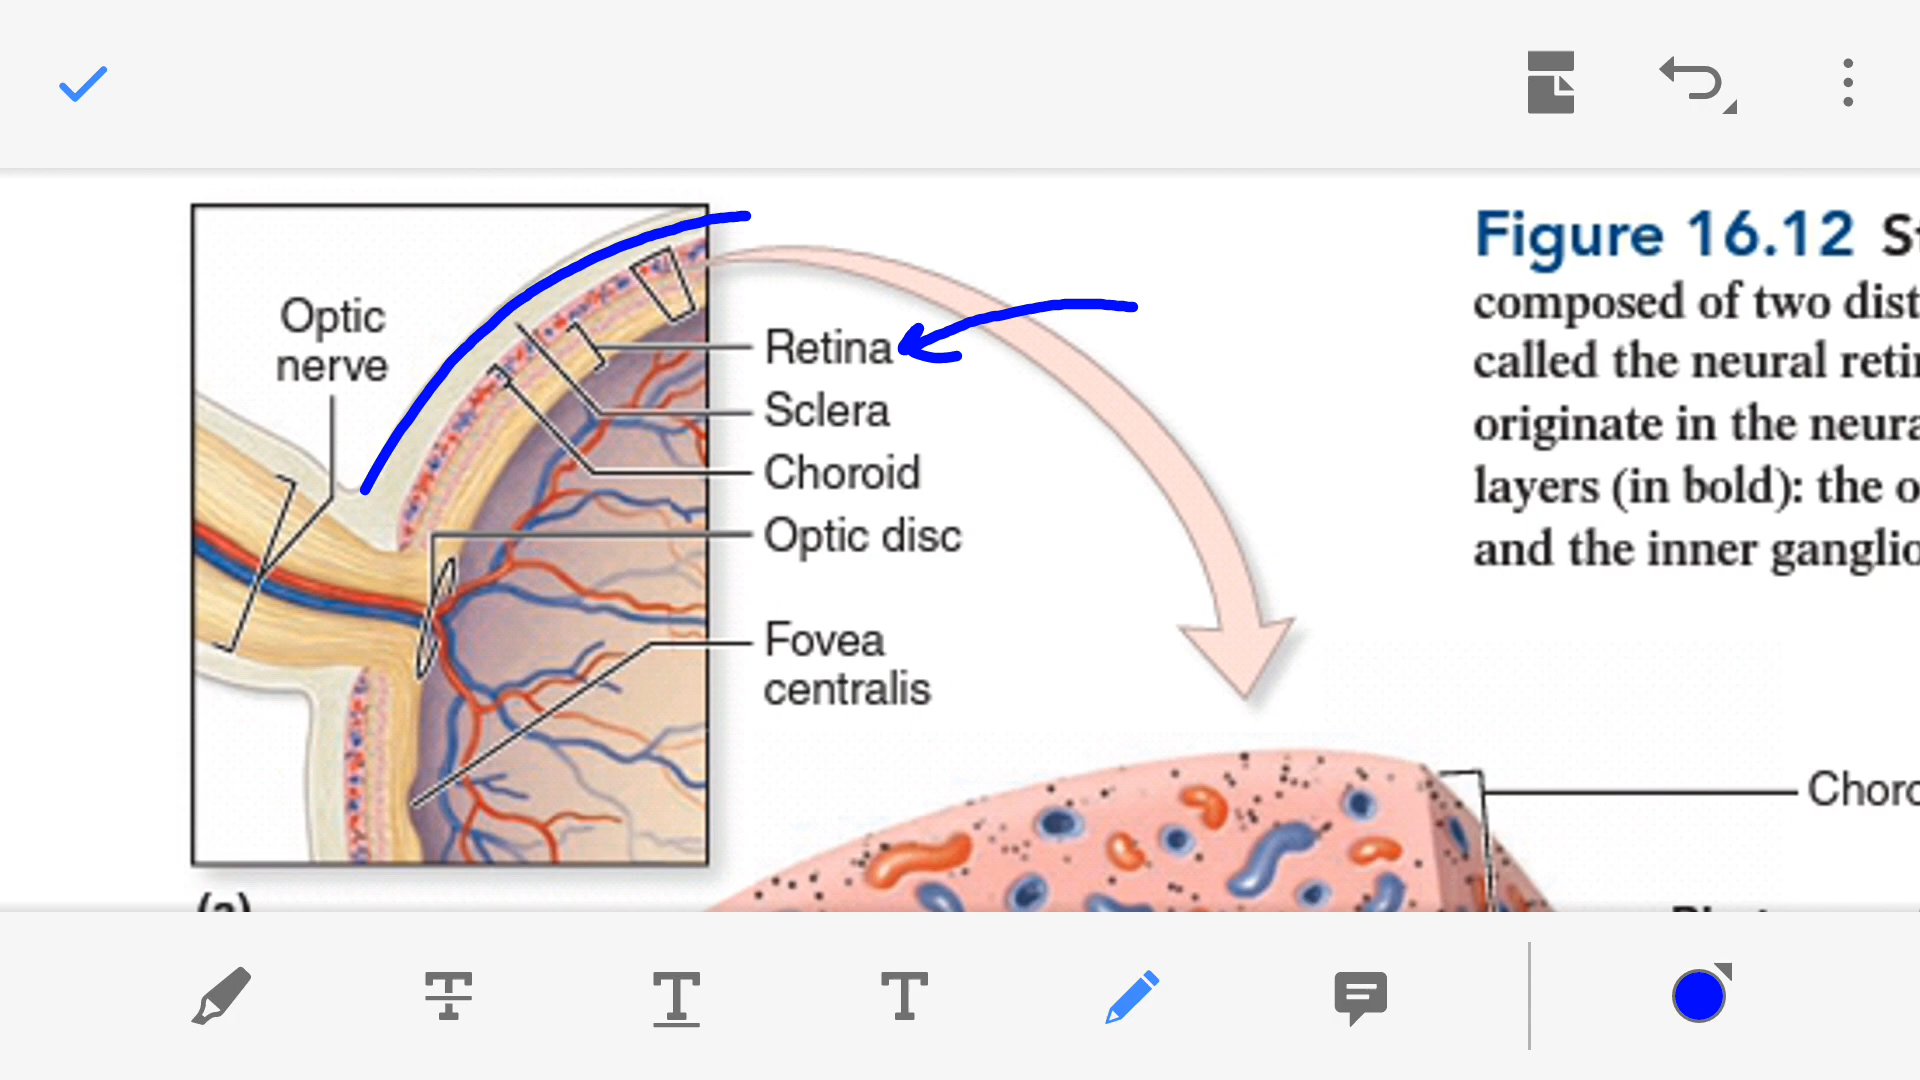 Optic
nerve
Retina
Sclera
Choroid
Optic disc
Fovea
centralis
(a)
Figure 16.12
composed of two dist
called the neural reti
originate in the neura
layers (in bold): the o
and the inner ganglio
Choro